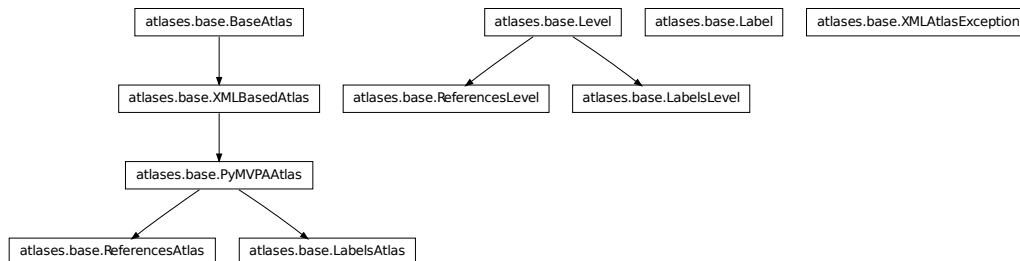 atlases.base.BaseAtlas
atlases.base.Level
atlases.base.Label
atlases.base.XMLAtlasException
atlases.base.XMLBasedAtlas
atlases.base.ReferencesLevel
atlases.base.LabelsLevel
atlases.base.PyMVPAAtlas
atlases.base.ReferencesAtlas
atlases.base.LabelsAtlas